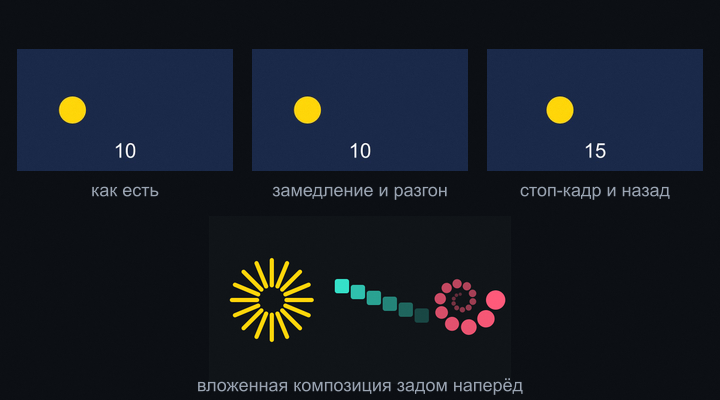 10
10
15
как есть
замедление и разгон
стоп-кадр и назад
вложенная композиция задом наперёд